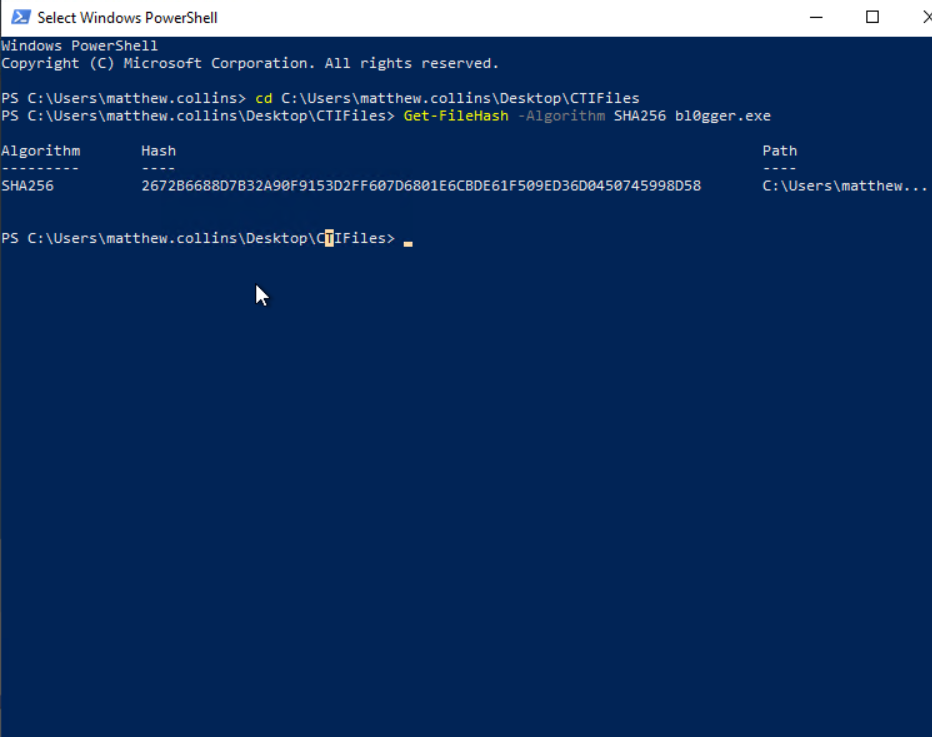 Select Windows PowerShell
Windows PowerShell
Copyright (C) Microsoft Corporation. All rights reserved.
PS C:\Users\matthew.collins> cd C:\Users\matthew.collins\Desktop\CTIFiles
PS C:\Users\matthew.collins\Desktop\CTIFiles> Get-FileHash -Algorithm SHA256 bl0gger.exe
Algorithm Hash Path
--------- ---- ----
SHA256 2672B6688D7B32A90F9153D2FF607D6801E6CBDE61F509ED36D0450745998D58 C:\Users\matthew...
PS C:\Users\matthew.collins\Desktop\CTIFiles>